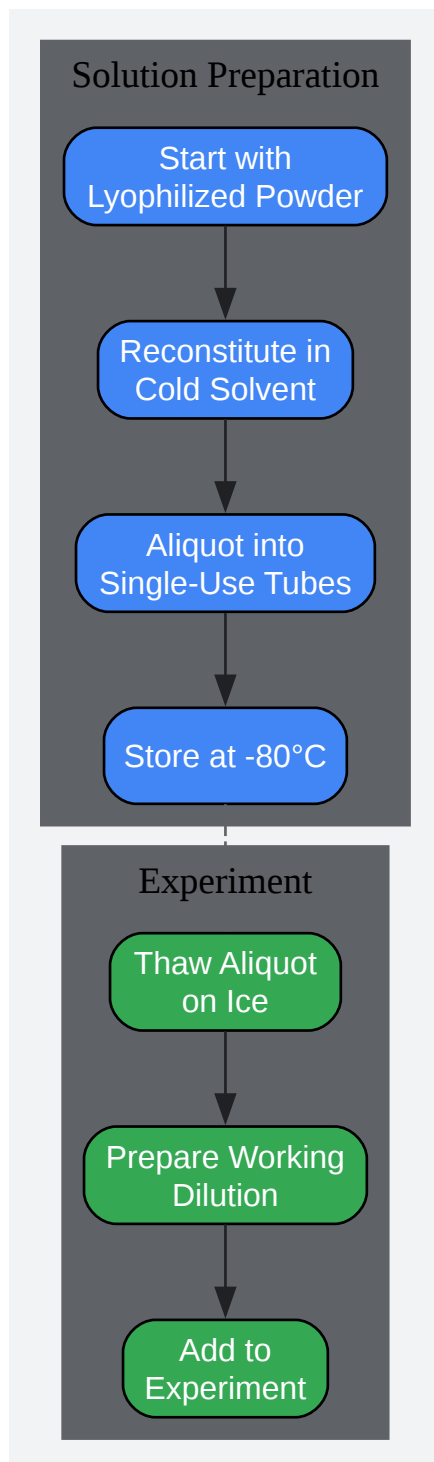 Solution Preparation
Start with
Lyophilized Powder
Reconstitute in
Cold Solvent
Aliquot into
Single-Use Tubes
Store at -80°C
Experiment
Thaw Aliquot
on Ice
Prepare Working
Dilution
Add to
Experiment